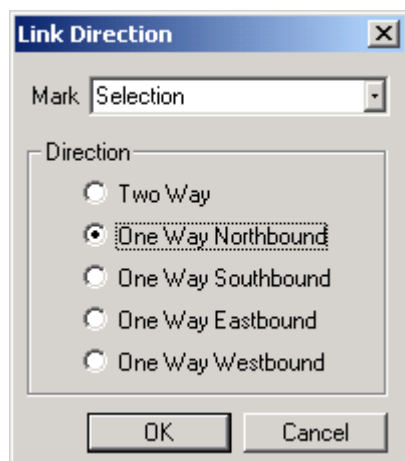 Link Direction
Mark Selection
Direction
Two Way
One Way Northbound
One Way Southbound
One Way Eastbound
One Way Westbound
OK Cancel